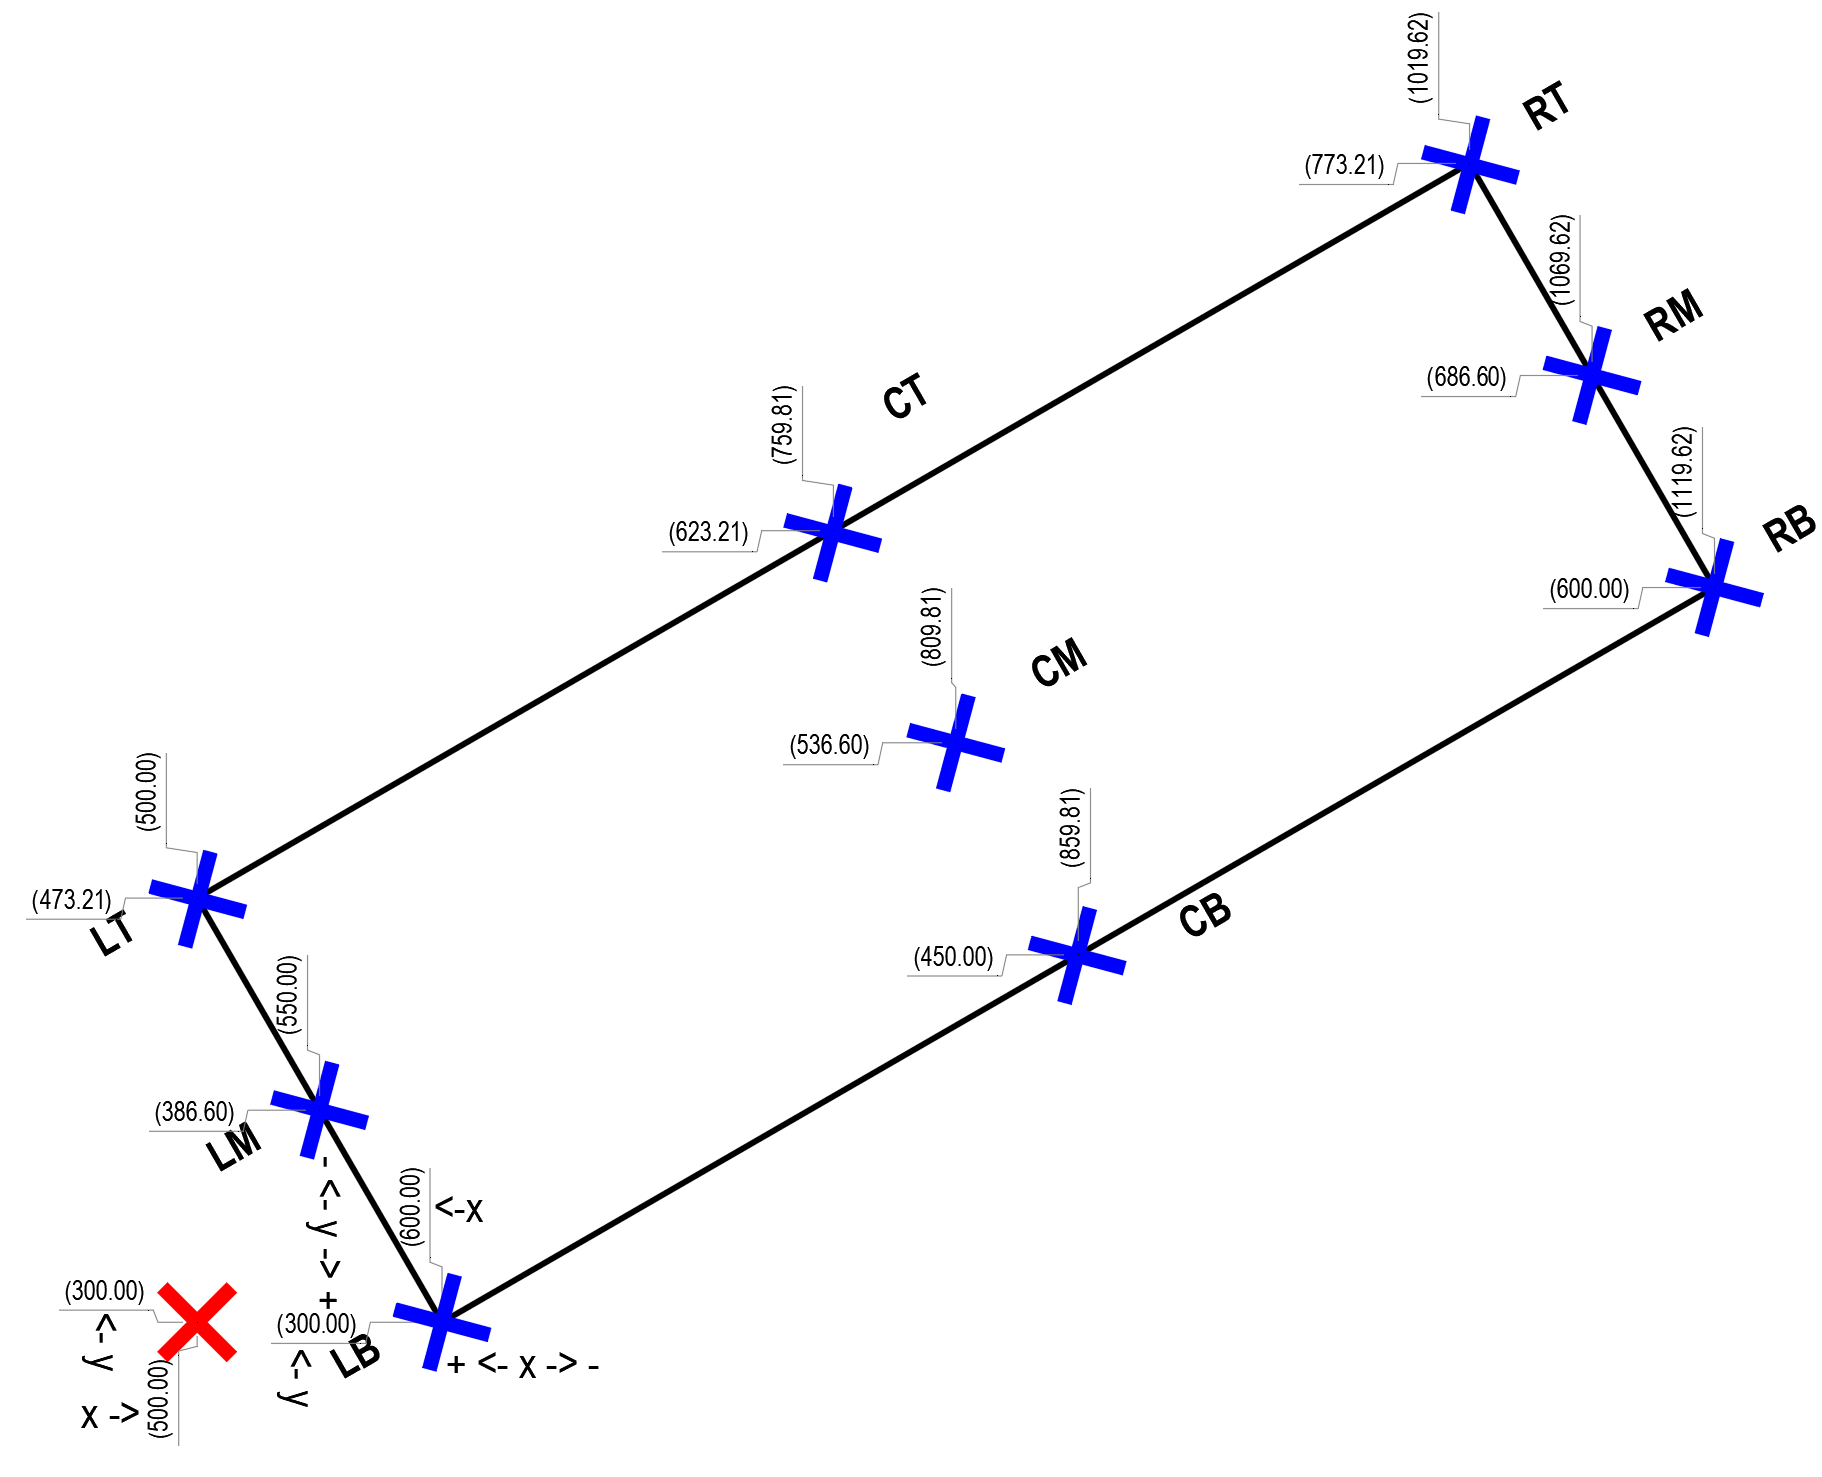 (1019.62)
RT
(773.21)
(1069.62)
RM
(686.60)
(759.81)
CT
(623.21)
(1119.62)
RB
(600.00)
(809.81)
CM
(536.60)
(500.00)
(473.21)
LT
(859.81)
CB
(450.00)
(550.00)
(386.60)
LM
- <- y -> +
(600.00)
<-x
(300.00)
<- y
x ->
(500.00)
(300.00)
<- y
LB
+ <- x -> -